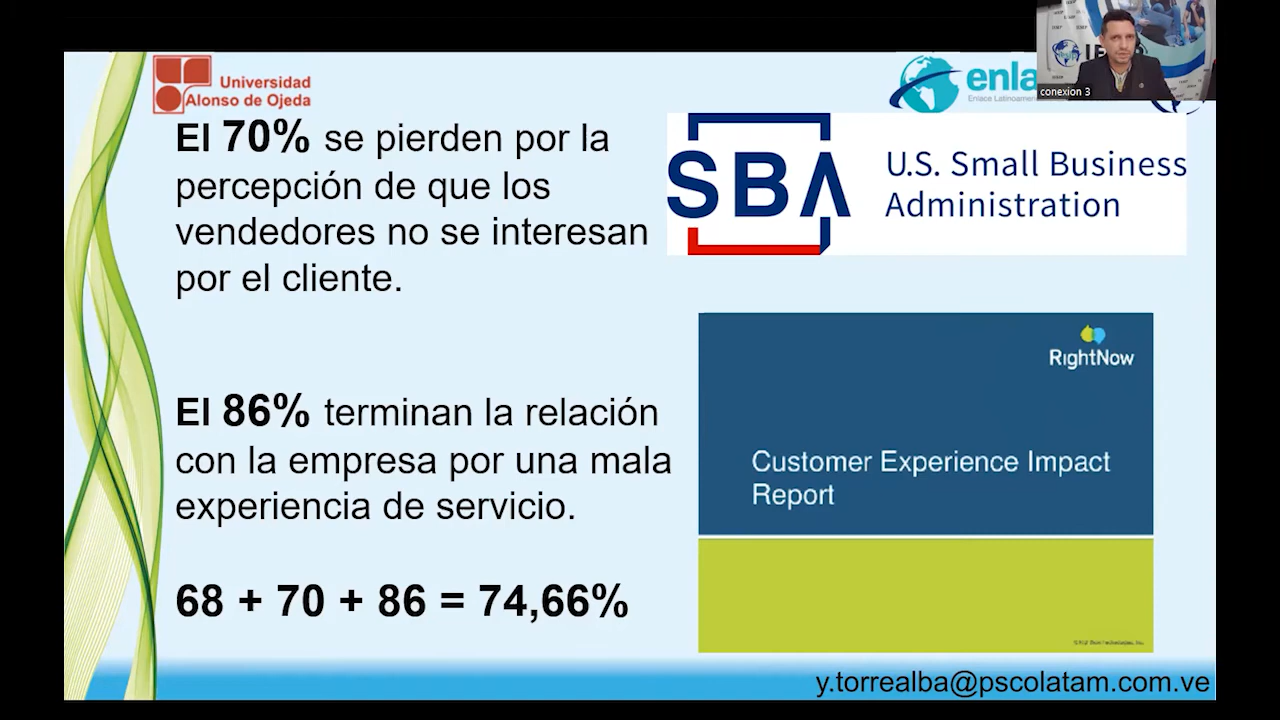 Universidad
Alonso de Ojeda
enla
Enlace Latinoamer
conexion 3
El 70% se pierden por la
percepción de que los
vendedores no se interesan
por el cliente.
SBA
U.S. Small Business
Administration
El 86% terminan la relación
con la empresa por una mala
experiencia de servicio.
68 + 70 + 86 = 74,66%
RightNow
Customer Experience Impact
Report
y.torrealba@pscolatam.com.ve